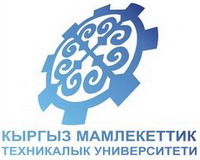 КЫРГЫЗ МАМЛЕКЕТТИК
ТЕХНИКАЛЫК УНИВЕРСИТЕТИ